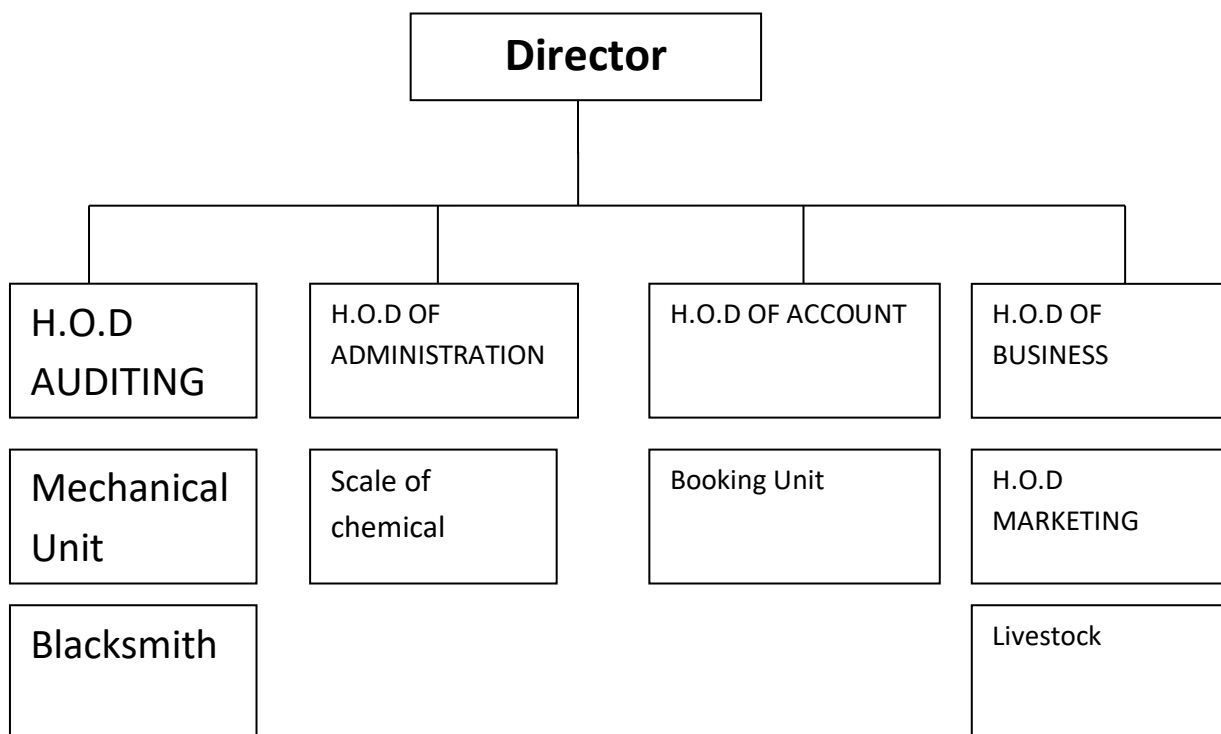 Director
H.O.D
AUDITING
H.O.D OF
ADMINISTRATION
H.O.D OF ACCOUNT
H.O.D OF
BUSINESS
Mechanical
Unit
Scale of
chemical
Booking Unit
H.O.D
MARKETING
Blacksmith
Livestock